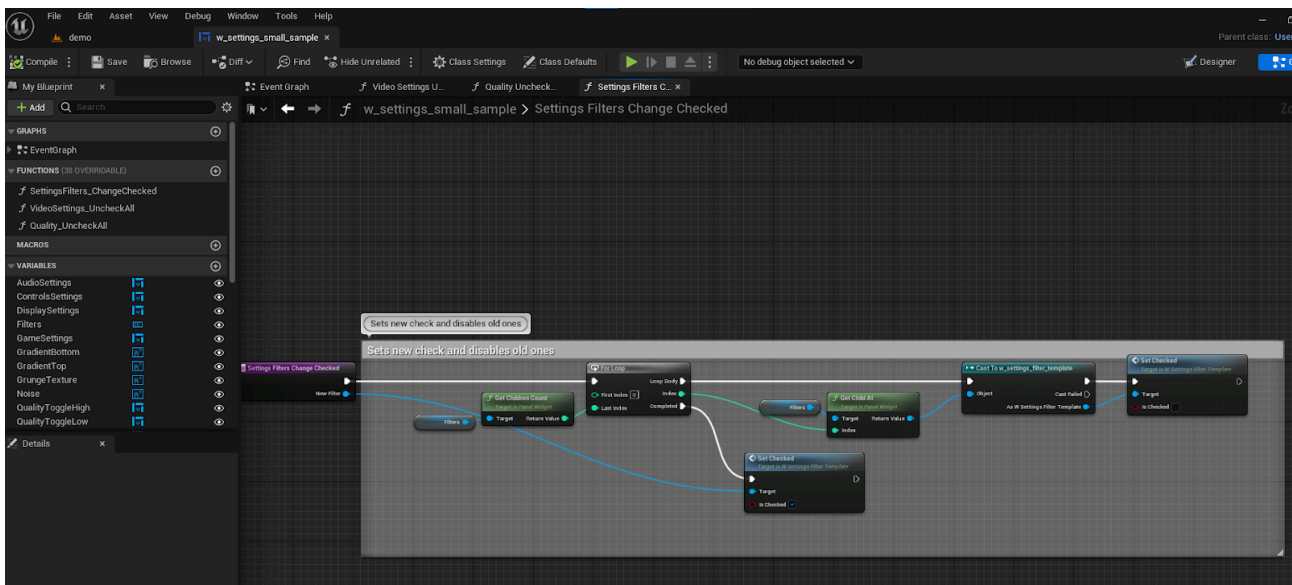 File Edit Asset View Debug Window Tools Help
demo
w_settings_small_sample ×
Parent class: User
Compile Save Browse Diff Find Hide Unrelated Class Settings Class Defaults No debug object selected Designer
My Blueprint × Event Graph f Video Settings U... f Quality Uncheck... f Settings Filters C... ×
+ Add Search f w_settings_small_sample > Settings Filters Change Checked
GRAPHS
EventGraph
FUNCTIONS (38 OVERRIDABLE)
f SettingsFilters_ChangeChecked
f VideoSettings_UncheckAll
f Quality_UncheckAll
MACROS
VARIABLES
AudioSettings
ControlsSettings
DisplaySettings
Filters
GameSettings
GradientBottom
GradientTop
GrungeTexture
Noise
QualityToggleHigh
QualityToggleLow
Details ×
Sets new check and disables old ones
Sets new check and disables old ones
Settings Filters Change Checked
New Filter
Filters
f Get Children Count
Target is Panel Widget
Target Return Value
For Loop
Loop Body
First Index 0 Index
Last Index Completed
Filters
f Get Child At
Target is Panel Widget
Target Return Value
Index
Cast To w_settings_filter_template
Object Cast Failed
As W Settings Filter Template
Set Checked
Target is W Settings Filter Template
Target
Is Checked
Set Checked
Target is W Settings Filter Template
Target
Is Checked